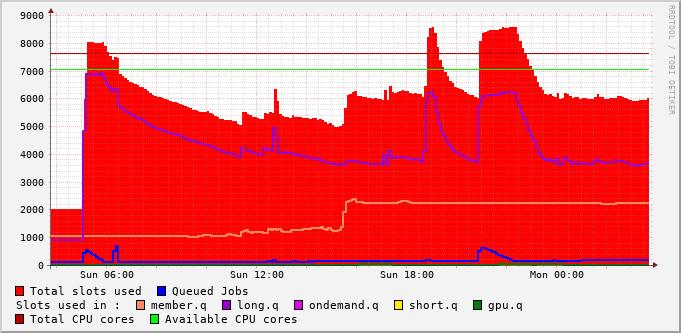 9000
8000
7000
6000
5000
4000
3000
2000
1000
0
Sun 06:00 Sun 12:00 Sun 18:00 Mon 00:00
RRDTOOL / TOBI OETIKER
Total slots used Queued Jobs
Slots used in : member.q long.q ondemand.q short.q gpu.q
Total CPU cores Available CPU cores